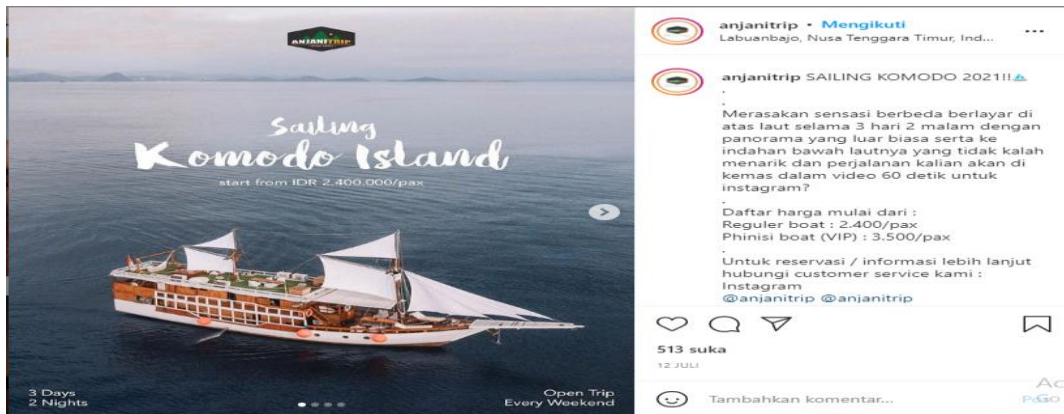 ANJANITRIP
Sailing
Komodo Island
start from IDR 2.400.000/pax
3 Days
2 Nights
Open Trip
Every Weekend
anjanitrip • Mengikuti
Labuanbajo, Nusa Tenggara Timur, Ind...
anjanitrip SAILING KOMODO 2021!!
.
.
Merasakan sensasi berbeda berlayar di
atas laut selama 3 hari 2 malam dengan
panorama yang luar biasa serta ke
indahan bawah lautnya yang tidak kalah
menarik dan perjalanan kalian akan di
kemas dalam video 60 detik untuk
instagram?
.
Daftar harga mulai dari :
Reguler boat : 2.400/pax
Phinisi boat (VIP) : 3.500/pax
.
Untuk reservasi / informasi lebih lanjut
hubungi customer service kami :
Instagram
@anjanitrip @anjanitrip
513 suka
12 JULI
Tambahkan komentar...